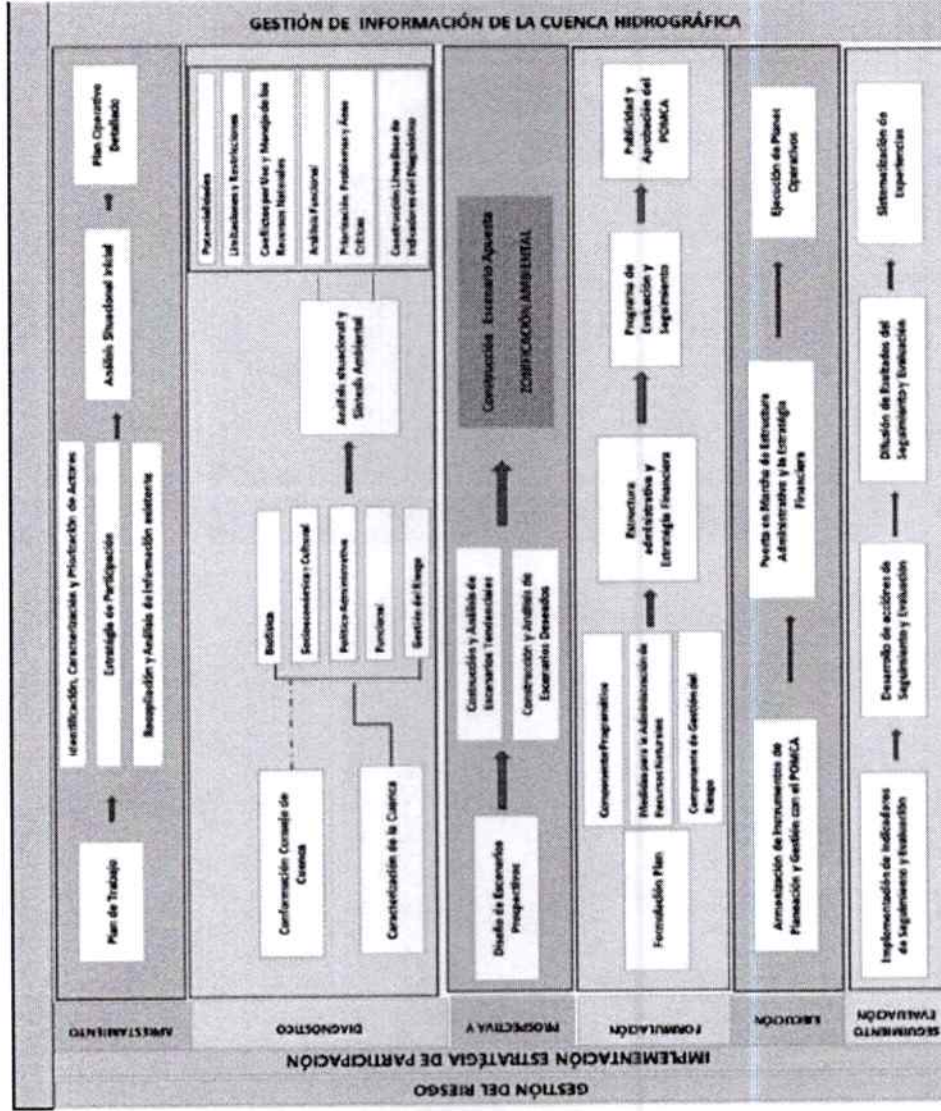 GESTIÓN DE INFORMACIÓN DE LA CUENCA HIDROGRÁFICA
GESTIÓN DEL RIESGO
IMPLEMENTACIÓN ESTRATÉGIA DE PARTICIPACIÓN
APRESTAMIENTO
Plan de Trabajo
Identificación, Caracterización y Priorización de Actores
Estrategia de Participación
Recopilación y Análisis de Información existente
Análisis Situacional Inicial
Plan Operativo
Detallado
DIAGNÓSTICO
Conformación Consejo de
Cuenca
Caracterización de la Cuenca
Biofísica
Socioeconómica y Cultural
Político Administrativa
Funcional
Gestión del Riesgo
Análisis situacional y
Síntesis Ambiental
Potencialidades
Limitaciones y Restricciones
por Uso y Manejo de los
Recursos Naturales
Análisis Funcional
Priorización Problemas y Áreas
Críticas
Construcción Línea Base de
Indicadores del Diagnóstico
PROSPECTIVA Y
Diseño de Escenarios
Prospectivos
Costrucción y Análisis de
Escenarios Tendenciales
Construcción y Análisis de
Escenarios Deseados
Construcción Escenario Apuesta
ZONIFICACIÓN AMBIENTAL
FORMULACIÓN
Formulación Plan
Componente Programático
Medidas para la Administración de
Recursos Naturales
Componente de Gestión del
Riesgo
Estructura
administrativa y
Estrategia Financiera
Programa de
Evaluación y
Seguimiento
Publicidad y
Aprobación del
POMCA
EJECUCIÓN
Armonización de Instrumentos de
Planeación y Gestión con el POMCA
Puerta en Marcha de Estructura
Administrativa y la Estratégia
Financiera
Ejecución de Planes
Operativos
SEGUIMIENTO
EVALUACIÓN
Implementación de Indicadores
de Seguimiento y Evaluación
Desarrollo de acciones de
Seguimiento y Evaluación
Difusión de del
Seguimiento y Evaluación
Sistematización de
Experiencias